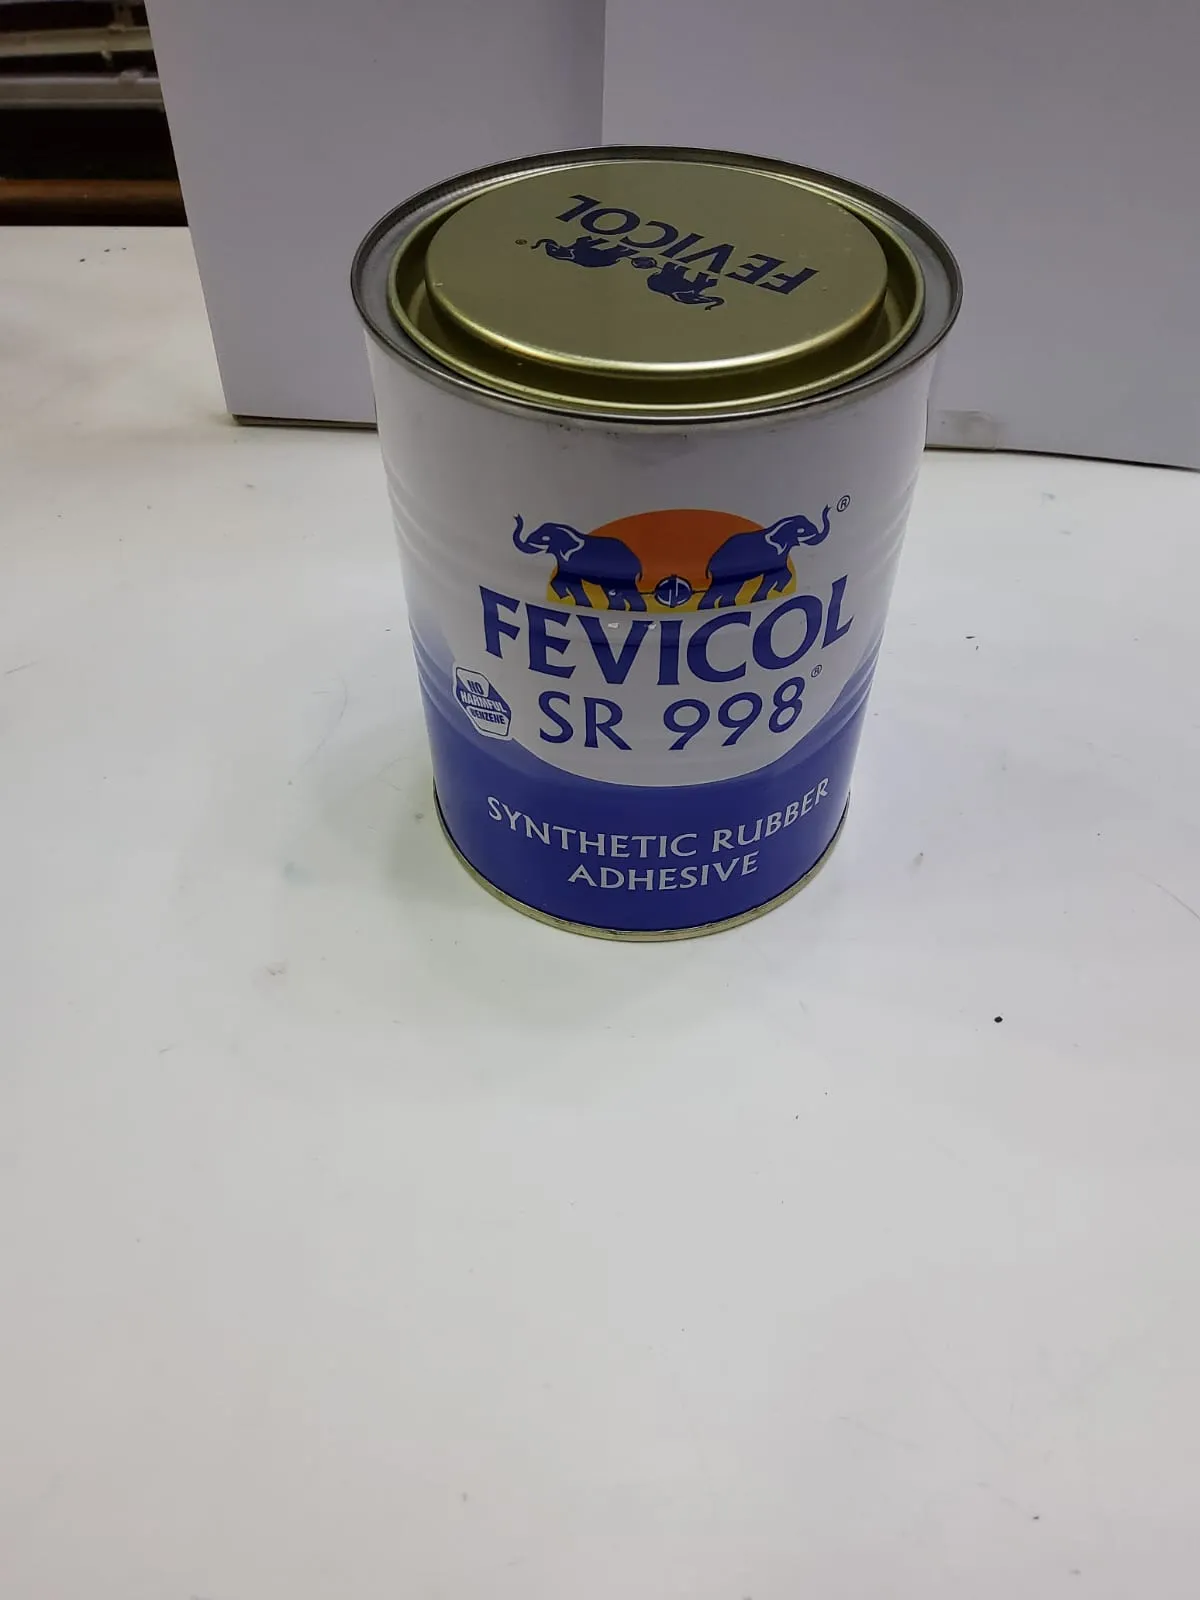 FEVICOL
®
®
FEVICOL
SR 998®
NO
HARMFUL
BENZENE
SYNTHETIC RUBBER
ADHESIVE